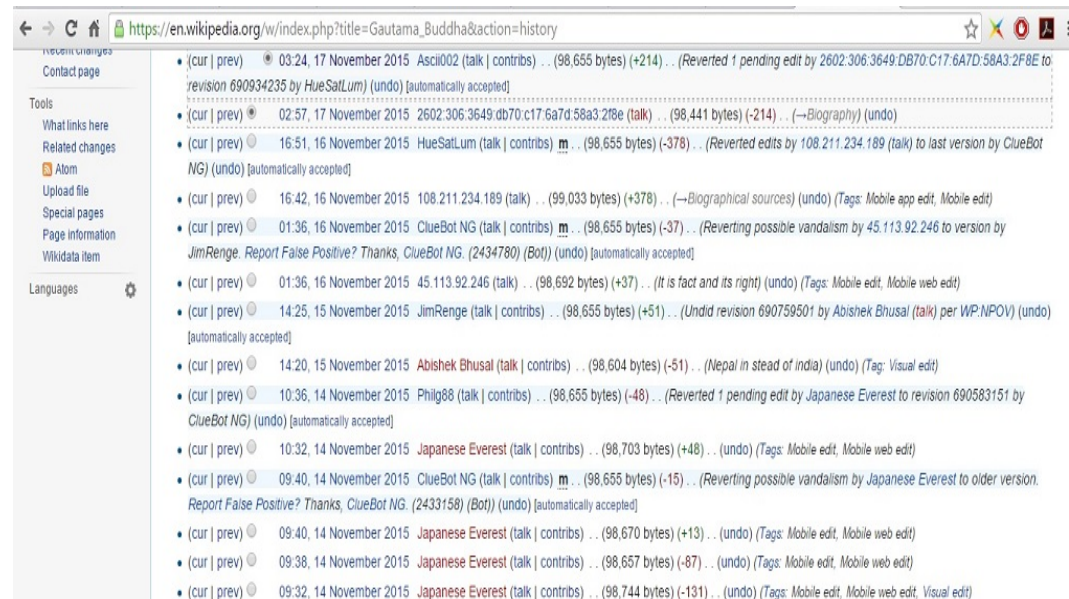 https://en.wikipedia.org/w/index.php?title=Gautama_Buddha&action=history
Recent changes
Contact page
Tools
What links here
Related changes
Atom
Upload file
Special pages
Page information
Wikidata item
Languages
(cur | prev) 03:24, 17 November 2015 Ascii002 (talk | contribs) . . (98,655 bytes) (+214) . . (Reverted 1 pending edit by 2602:306:3649:DB70:C17:6A7D:58A3:2F8E to
revision 690934235 by HueSatLum) (undo) [automatically accepted]
(cur | prev) 02:57, 17 November 2015 2602:306:3649:db70:c17:6a7d:58a3:2f8e (talk) . . (98,441 bytes) (-214) . . (→Biography) (undo)
(cur | prev) 16:51, 16 November 2015 HueSatLum (talk | contribs) m . . (98,655 bytes) (-378) . . (Reverted edits by 108.211.234.189 (talk) to last version by ClueBot
NG) (undo) [automatically accepted]
(cur | prev) 16:42, 16 November 2015 108.211.234.189 (talk) . . (99,033 bytes) (+378) . . (→Biographical sources) (undo) (Tags: Mobile app edit, Mobile edit)
(cur | prev) 01:36, 16 November 2015 ClueBot NG (talk | contribs) m . . (98,655 bytes) (-37) . . (Reverting possible vandalism by 45.113.92.246 to version by
JimRenge. Report False Positive? Thanks, ClueBot NG. (2434780) (Bot)) (undo) [automatically accepted]
(cur | prev) 01:36, 16 November 2015 45.113.92.246 (talk) . . (98,692 bytes) (+37) . . (It is fact and its right) (undo) (Tags: Mobile edit, Mobile web edit)
(cur | prev) 14:25, 15 November 2015 JimRenge (talk | contribs) . . (98,655 bytes) (+51) . . (Undid revision 690759501 by Abishek Bhusal (talk) per WP:NPOV) (undo)
[automatically accepted]
(cur | prev) 14:20, 15 November 2015 Abishek Bhusal (talk | contribs) . . (98,604 bytes) (-51) . . (Nepal in stead of india) (undo) (Tag: Visual edit)
(cur | prev) 10:36, 14 November 2015 Philg88 (talk | contribs) . . (98,655 bytes) (-48) . . (Reverted 1 pending edit by Japanese Everest to revision 690583151 by
ClueBot NG) (undo) [automatically accepted]
(cur | prev) 10:32, 14 November 2015 Japanese Everest (talk | contribs) . . (98,703 bytes) (+48) . . (undo) (Tags: Mobile edit, Mobile web edit)
(cur | prev) 09:40, 14 November 2015 ClueBot NG (talk | contribs) m . . (98,655 bytes) (-15) . . (Reverting possible vandalism by Japanese Everest to older version.
Report False Positive? Thanks, ClueBot NG. (2433158) (Bot)) (undo) [automatically accepted]
(cur | prev) 09:40, 14 November 2015 Japanese Everest (talk | contribs) . . (98,670 bytes) (+13) . . (undo) (Tags: Mobile edit, Mobile web edit)
(cur | prev) 09:38, 14 November 2015 Japanese Everest (talk | contribs) . . (98,657 bytes) (-87) . . (undo) (Tags: Mobile edit, Mobile web edit)
(cur | prev) 09:32, 14 November 2015 Japanese Everest (talk | contribs) . . (98,744 bytes) (-131) . . (undo) (Tags: Mobile edit, Mobile web edit, Visual edit)